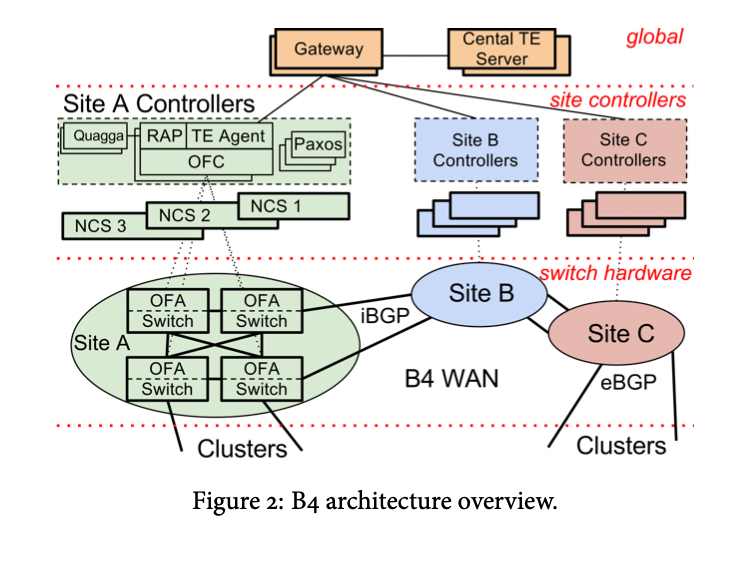 global
Gateway
Cental TE
Server
site controllers
Site A Controllers
Quagga
RAP
TE Agent
OFC
Paxos
Site B
Controllers
Site C
Controllers
NCS 1
NCS 2
NCS 3
switch hardware
OFA
Switch
OFA
Switch
Site A
OFA
Switch
OFA
Switch
iBGP
Site B
Site C
B4 WAN
eBGP
Clusters
Clusters
Figure 2: B4 architecture overview.